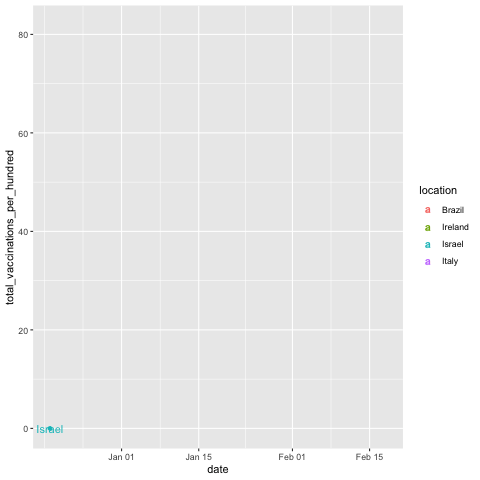 80
60
40
20
0
total_vaccinations_per_hundred
Israel
Jan 01 Jan 15 Feb 01 Feb 15
date
location
a Brazil
a Ireland
a Israel
a Italy